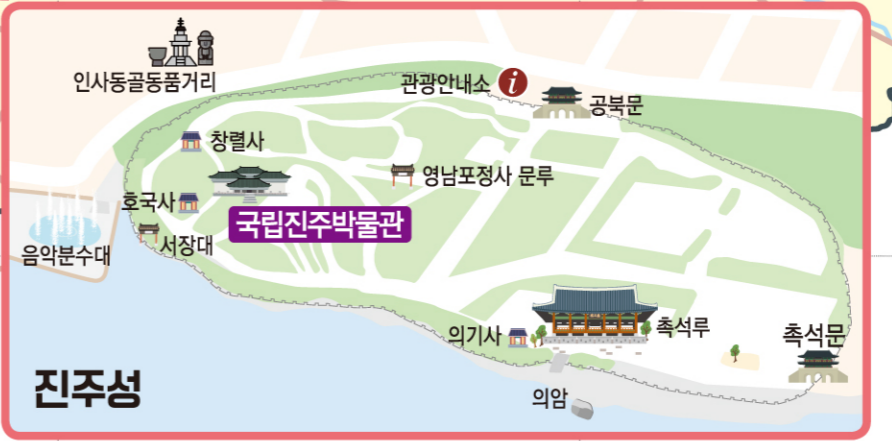 인사동골동품거리
관광안내소
i
공북문
창렬사
영남포정사 문루
호국사
국립진주박물관
서장대
음악분수대
의기사
촉석루
촉석문
진주성
의암